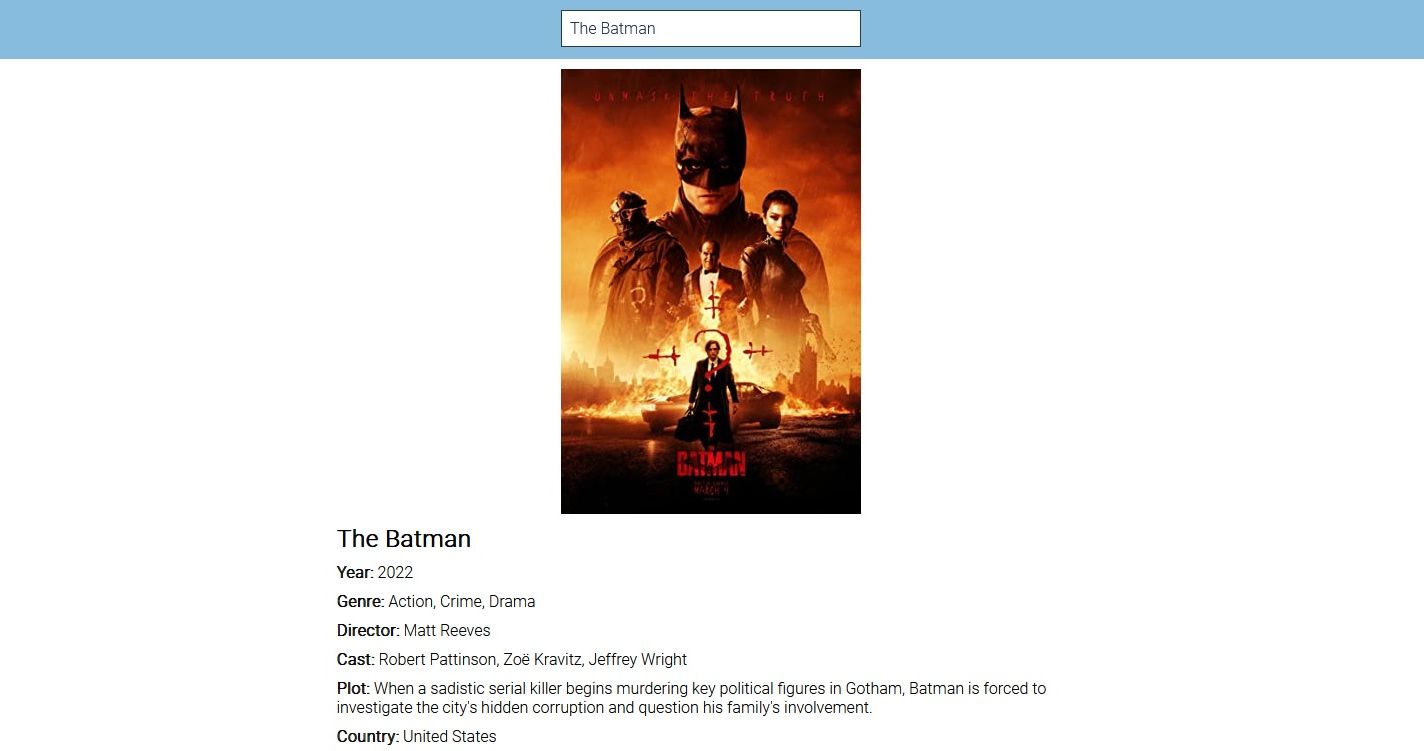 The Batman
UNMASK THE TRUTH
BATMAN
MARCH 4
The Batman
Year: 2022
Genre: Action, Crime, Drama
Director: Matt Reeves
Cast: Robert Pattinson, Zoë Kravitz, Jeffrey Wright
Plot: When a sadistic serial killer begins murdering key political figures in Gotham, Batman is forced to
investigate the city's hidden corruption and question his family's involvement.
Country: United States